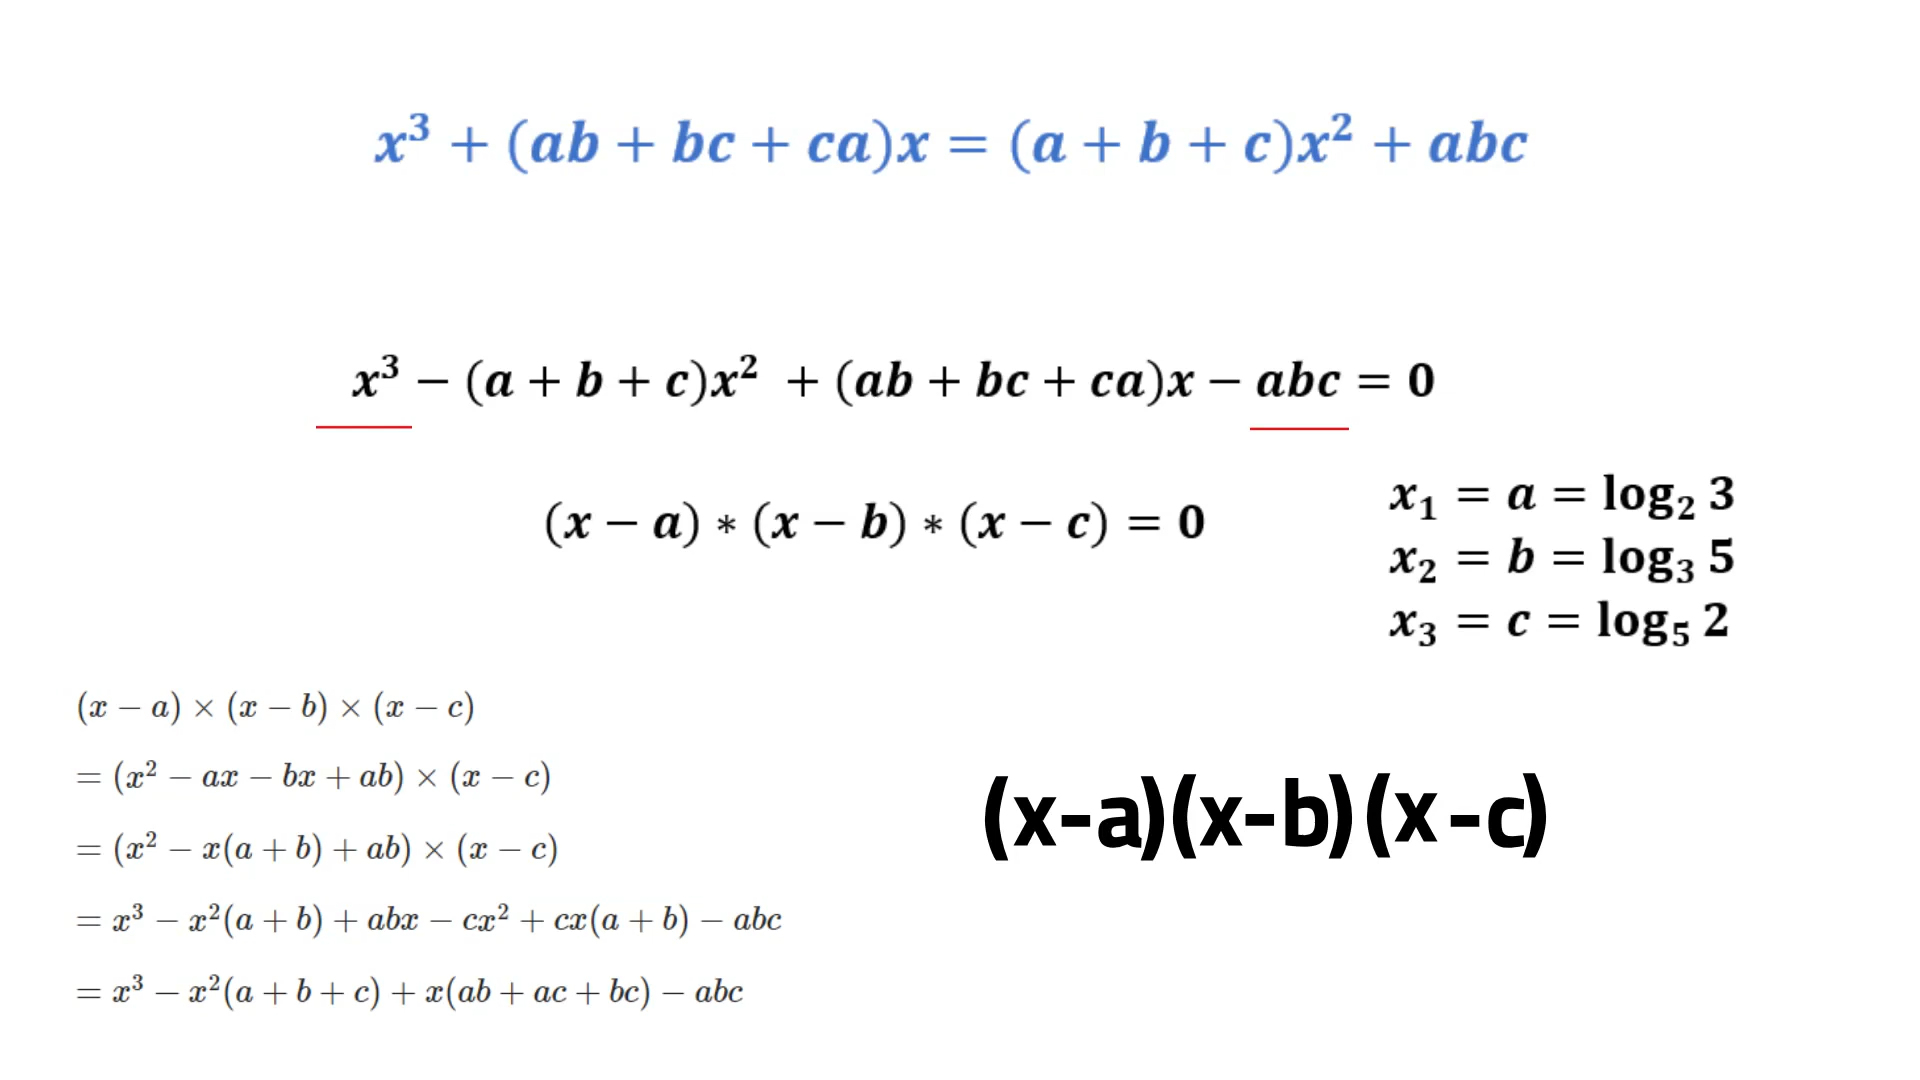 x³ + (ab + bc + ca)x = (a + b + c)x² + abc
x³ − (a + b + c)x² + (ab + bc + ca)x − abc = 0
(x − a) * (x − b) * (x − c) = 0
x₁ = a = log₂ 3
x₂ = b = log₃ 5
x₃ = c = log₅ 2
(x − a) × (x − b) × (x − c)
= (x² − ax − bx + ab) × (x − c)
= (x² − x(a + b) + ab) × (x − c)
= x³ − x²(a + b) + abx − cx² + cx(a + b) − abc
= x³ − x²(a + b + c) + x(ab + ac + bc) − abc
(x-a)(x-b)(x-c)